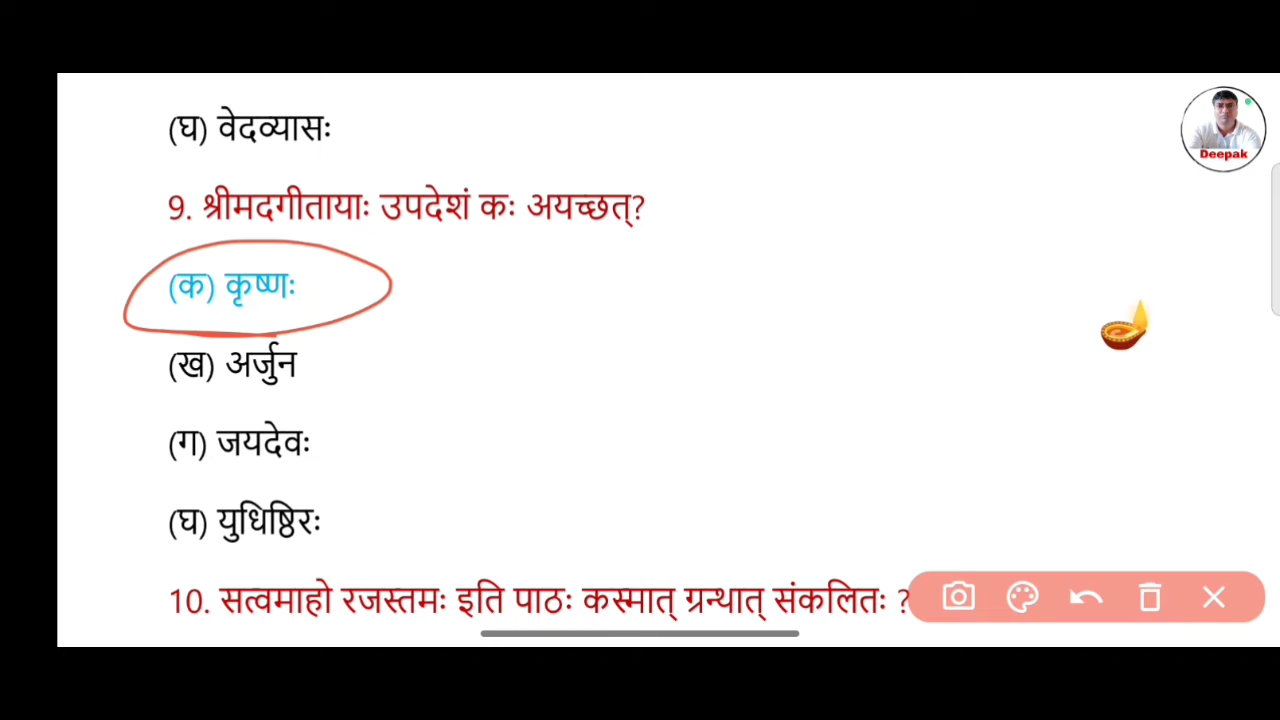 (घ) वेदव्यासः
Deepak
9. श्रीमदगीतायाः उपदेशं कः अयच्छत्?
(क) कृष्णः
(ख) अर्जुन
(ग) जयदेवः
(घ) युधिष्ठिरः
10. सत्वमाहो रजस्तमः इति पाठः कस्मात् ग्रन्थात् संकलितः ?